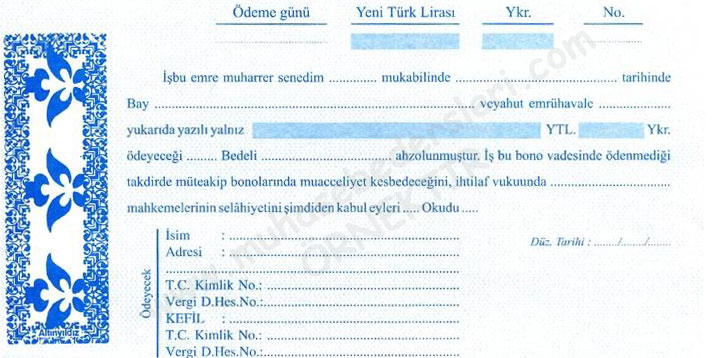 Ödeme günü Yeni Türk Lirası Ykr. No.
İşbu emre muharrer senedim ............ mukabilinde ........................................ tarihinde
Bay .................................................................................. veyahut emrühavale ...................
yukarıda yazılı yalnız YTL. Ykr.
ödeyeceği ........ Bedeli ..................................... ahzolunmuştur. İş bu bono vadesinde ödenmediği
takdirde müteakip bonolarında muacceliyet kesbedeceğini, ihtilaf vukuunda ................................
mahkemelerinin selâhiyetini şimdiden kabul eyleri ..... Okudu .....
Ödeyecek
İsim : ..........................................................
Adresi : ..........................................................
Düz. Tarihi : ......./......./.......
T.C. Kimlik No.: ..........................................
Vergi D.Hes.No.:..........................................
KEFİL : ..........................................................
T.C. Kimlik No.: ..........................................
Vergi D.Hes.No.:..........................................
Altınyıldız
www.muhasebedersleri.com
ÖRNEKTİR